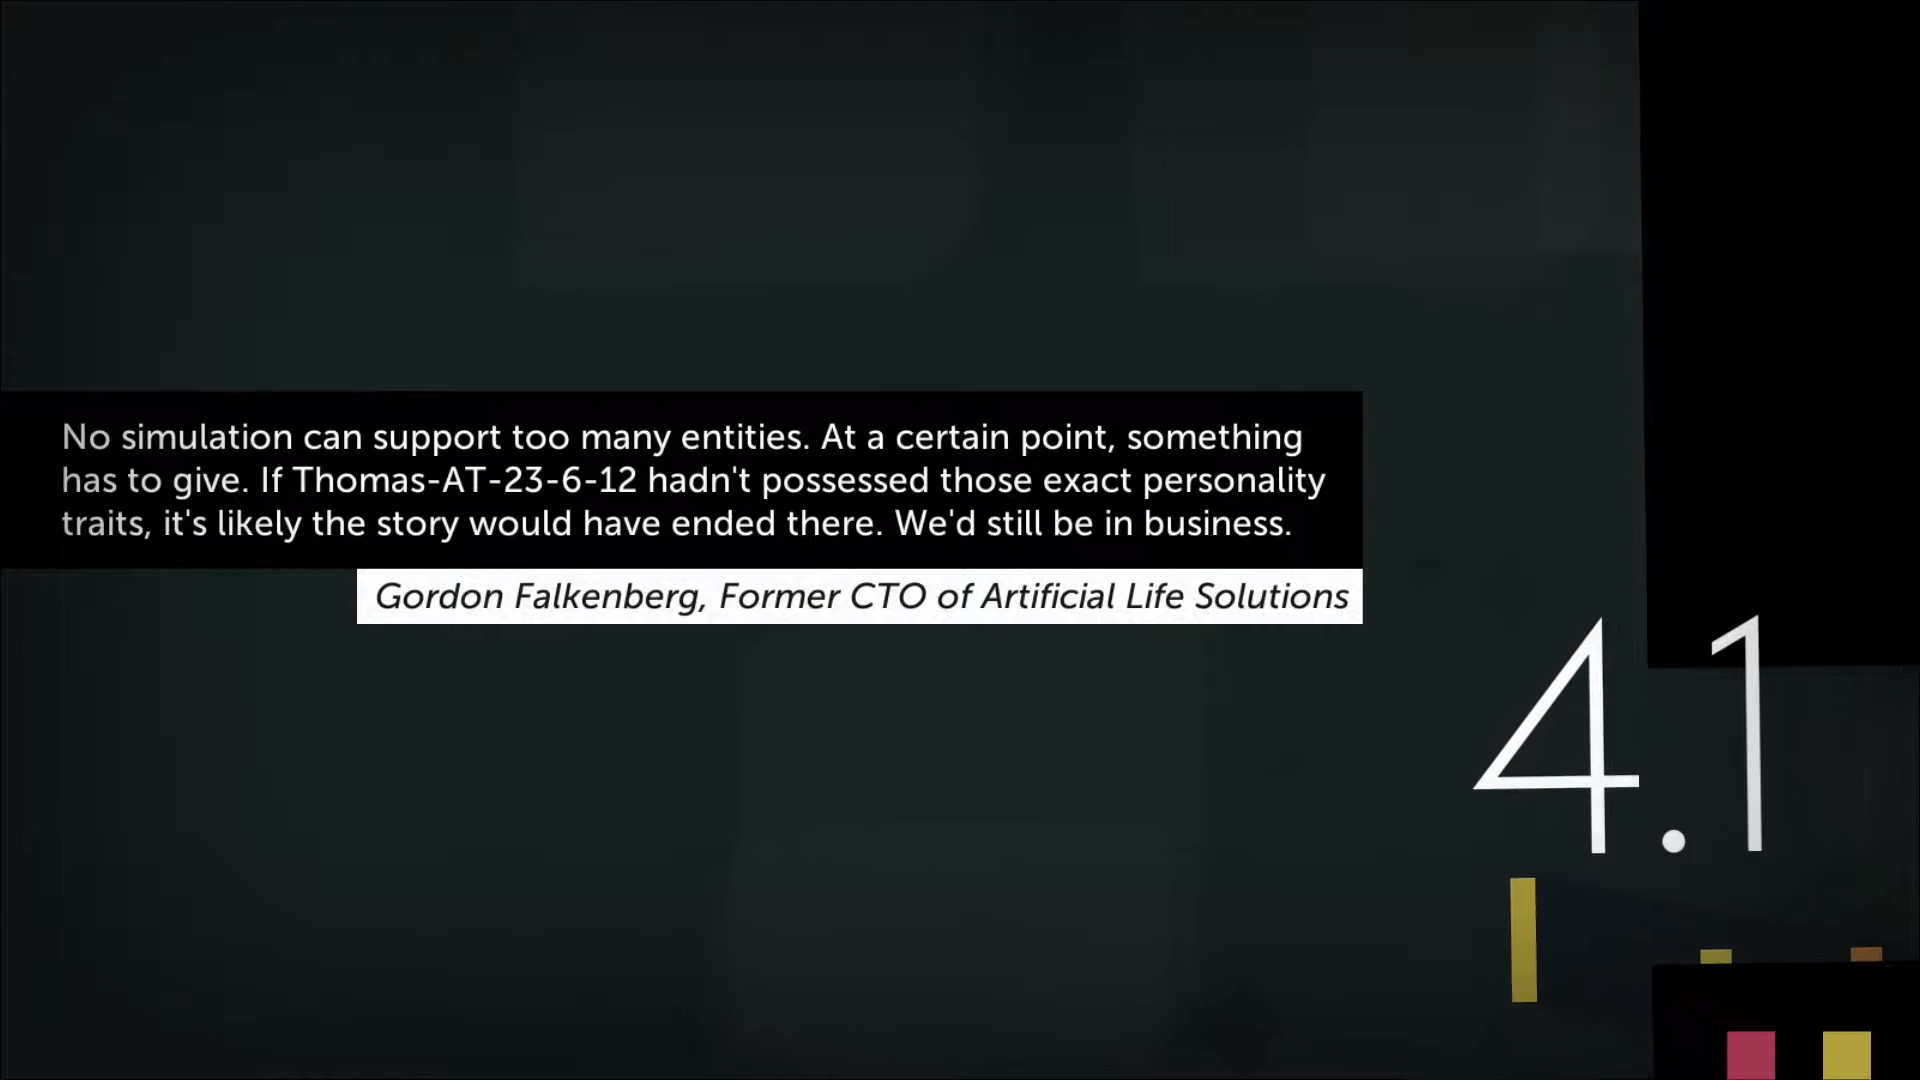 No simulation can support too many entities. At a certain point, something
has to give. If Thomas-AT-23-6-12 hadn't possessed those exact personality
traits, it's likely the story would have ended there. We'd still be in business.
Gordon Falkenberg, Former CTO of Artificial Life Solutions
4.1